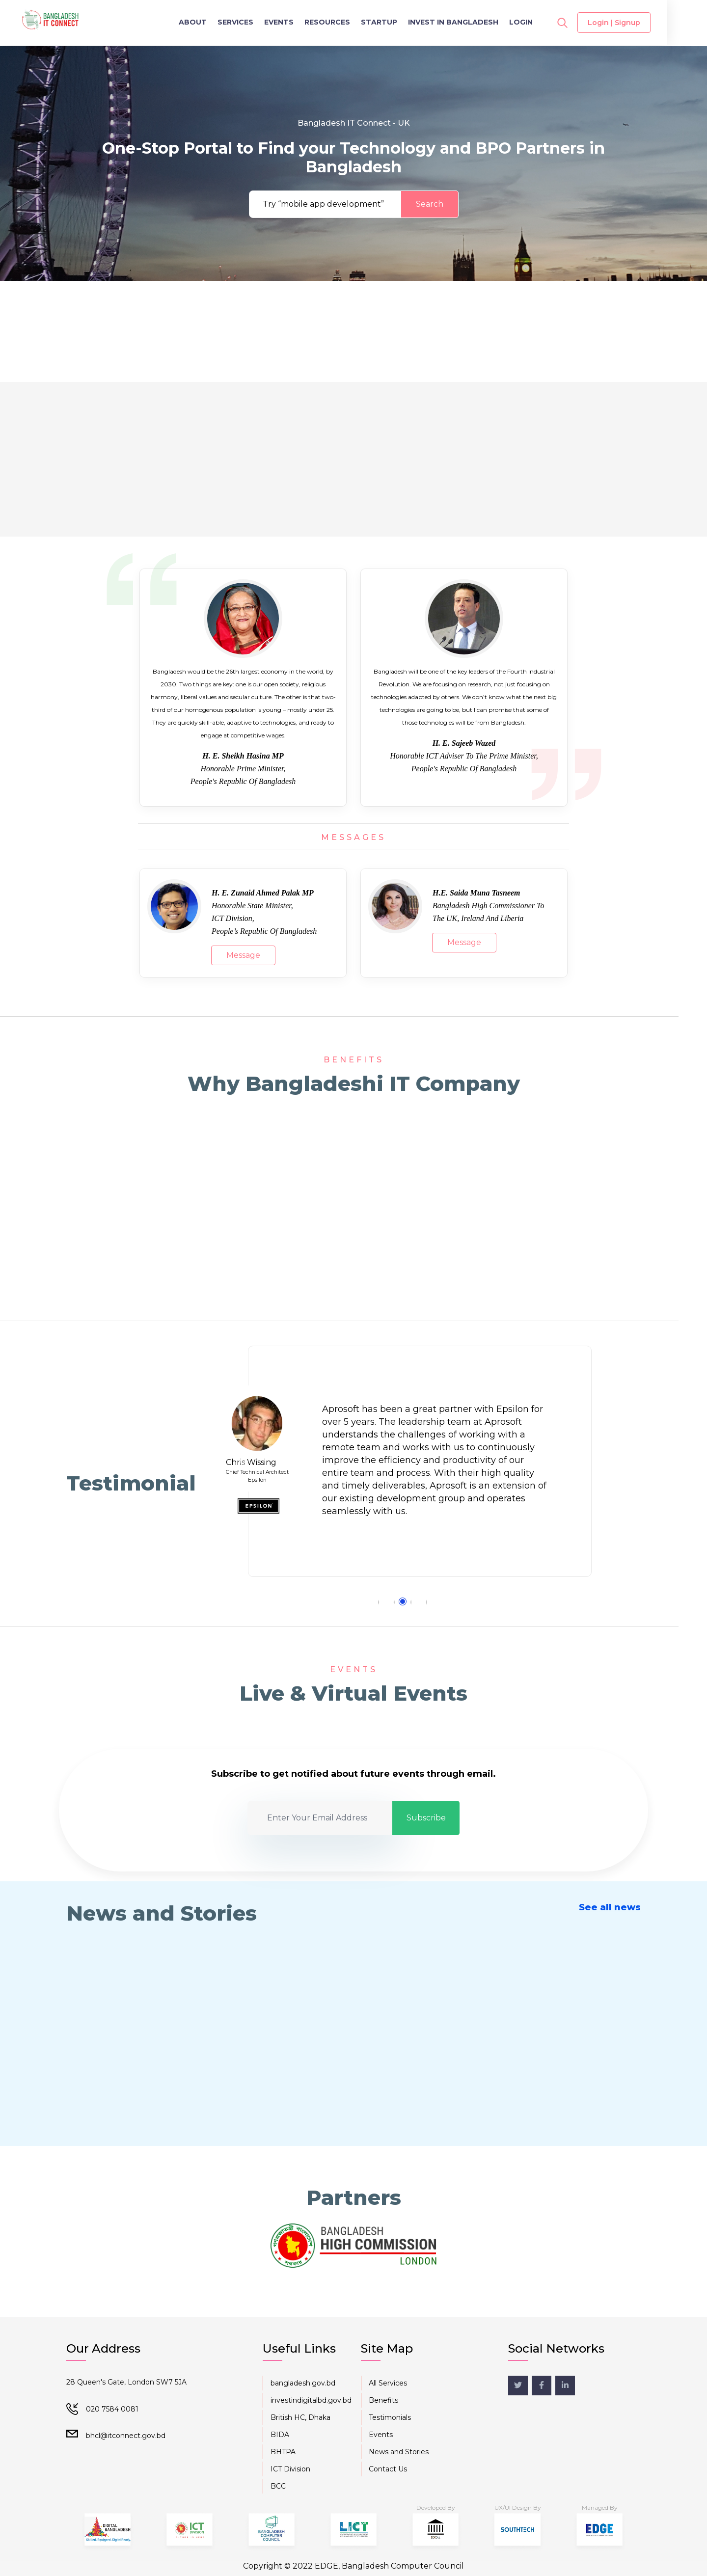 BANGLADESH
IT CONNECT
ABOUT
SERVICES
EVENTS
RESOURCES
STARTUP
INVEST IN BANGLADESH
LOGIN
Login | Signup
Bangladesh IT Connect - UK
One-Stop Portal to Find your Technology and BPO Partners in
Bangladesh
Try “mobile app development”
Search
Bangladesh would be the 26th largest economy in the world, by
2030. Two things are key: one is our open society, religious
harmony, liberal values and secular culture. The other is that two-
third of our homogenous population is young – mostly under 25.
They are quickly skill-able, adaptive to technologies, and ready to
engage at competitive wages.
H. E. Sheikh Hasina MP
Honorable Prime Minister,
People's Republic Of Bangladesh
Bangladesh will be one of the key leaders of the Fourth Industrial
Revolution. We are focusing on research, not just focusing on
technologies adapted by others. We don’t know what the next big
technologies are going to be, but I can promise that some of
those technologies will be from Bangladesh.
H. E. Sajeeb Wazed
Honorable ICT Adviser To The Prime Minister,
People's Republic Of Bangladesh
MESSAGES
H. E. Zunaid Ahmed Palak MP
Honorable State Minister,
ICT Division,
People’s Republic Of Bangladesh
Message
H.E. Saida Muna Tasneem
Bangladesh High Commissioner To
The UK, Ireland And Liberia
Message
BENEFITS
Why Bangladeshi IT Company
Testimonial
Chris Wissing
Chief Technical Architect
Epsilon
EPSILON
Aprosoft has been a great partner with Epsilon for
over 5 years. The leadership team at Aprosoft
understands the challenges of working with a
remote team and works with us to continuously
improve the efficiency and productivity of our
entire team and process. With their high quality
and timely deliverables, Aprosoft is an extension of
our existing development group and operates
seamlessly with us.
EVENTS
Live & Virtual Events
Subscribe to get notified about future events through email.
Enter Your Email Address
Subscribe
News and Stories
See all news
Partners
BANGLADESH
HIGH COMMISSION
LONDON
Our Address
28 Queen's Gate, London SW7 5JA
020 7584 0081
bhcl@itconnect.gov.bd
Useful Links
bangladesh.gov.bd
investindigitalbd.gov.bd
British HC, Dhaka
BIDA
BHTPA
ICT Division
BCC
Site Map
All Services
Benefits
Testimonials
Events
News and Stories
Contact Us
Social Networks
Developed By
UX/UI Design By
Managed By
DIGITAL
BANGLADESH
ICT
DIVISION
BANGLADESH
COMPUTER
COUNCIL
LICT
SOUTHTECH
EDGE
Copyright © 2022 EDGE, Bangladesh Computer Council